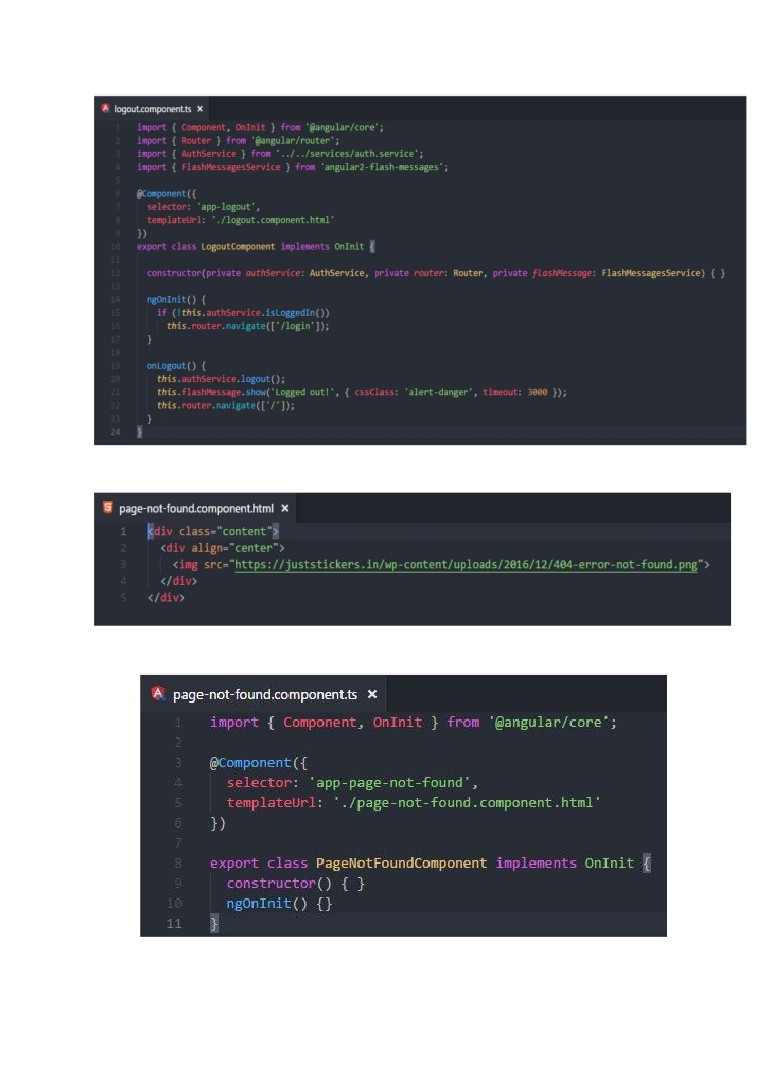 logout.component.ts ×
1 import { Component, OnInit } from '@angular/core';
2 import { Router } from '@angular/router';
3 import { AuthService } from '../../services/auth.service';
4 import { FlashMessagesService } from 'angular2-flash-messages';
5
6 @Component({
7 selector: 'app-logout',
8 templateUrl: './logout.component.html'
9 })
10 export class LogoutComponent implements OnInit {
11
12 constructor(private authService: AuthService, private router: Router, private flashMessage: FlashMessagesService) { }
13
14 ngOnInit() {
15 if (!this.authService.isLoggedIn())
16 this.router.navigate(['/login']);
17 }
18
19 onLogout() {
20 this.authService.logout();
21 this.flashMessage.show('Logged out!', { cssClass: 'alert-danger', timeout: 3000 });
22 this.router.navigate(['/']);
23 }
24 }
page-not-found.component.html ×
1 <div class="content">
2 <div align="center">
3 <img src="https://juststickers.in/wp-content/uploads/2016/12/404-error-not-found.png">
4 </div>
5 </div>
page-not-found.component.ts ×
1 import { Component, OnInit } from '@angular/core';
2
3 @Component({
4 selector: 'app-page-not-found',
5 templateUrl: './page-not-found.component.html'
6 })
7
8 export class PageNotFoundComponent implements OnInit {
9 constructor() { }
10 ngOnInit() {}
11 }